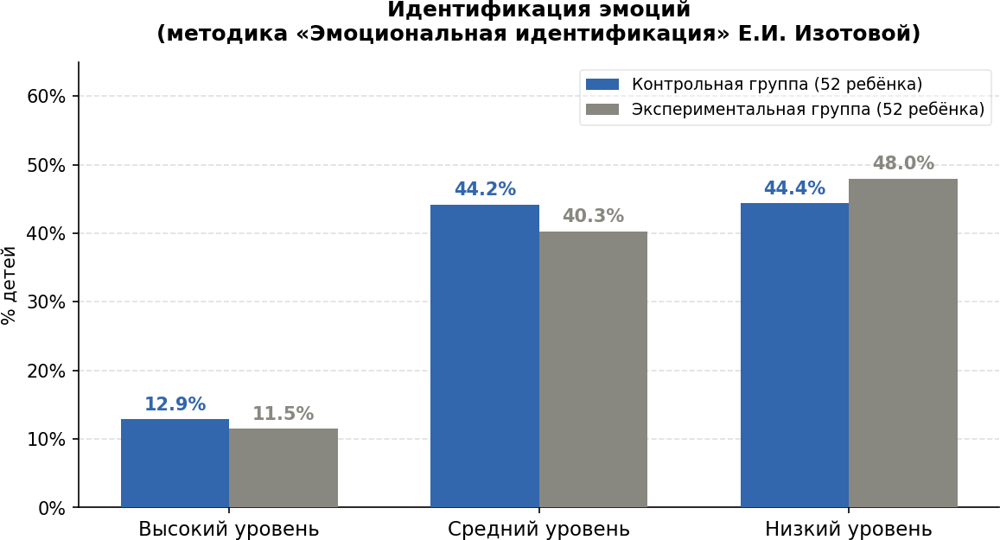 Идентификация эмоций
(методика «Эмоциональная идентификация» Е.И. Изотовой)
Контрольная группа (52 ребёнка)
Экспериментальная группа (52 ребёнка)
% детей
60%
50%
40%
30%
20%
10%
0%
12.9%
11.5%
44.2%
40.3%
44.4%
48.0%
Высокий уровень
Средний уровень
Низкий уровень